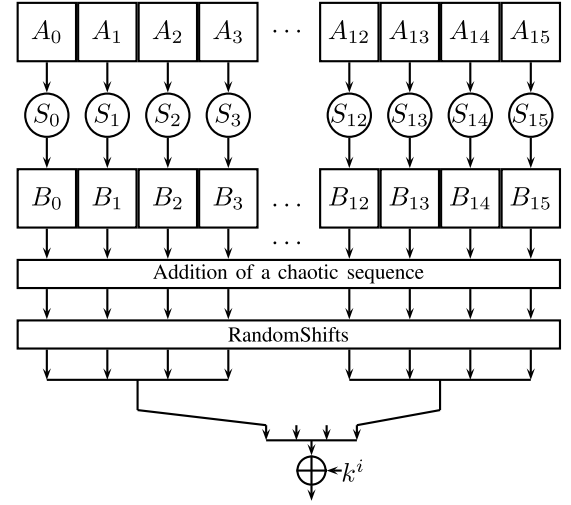 A₀ A₁ A₂ A₃ ... A₁₂ A₁₃ A₁₄ A₁₅
S₀ S₁ S₂ S₃ S₁₂ S₁₃ S₁₄ S₁₅
B₀ B₁ B₂ B₃ ... B₁₂ B₁₃ B₁₄ B₁₅
...
Addition of a chaotic sequence
RandomShifts
kⁱ